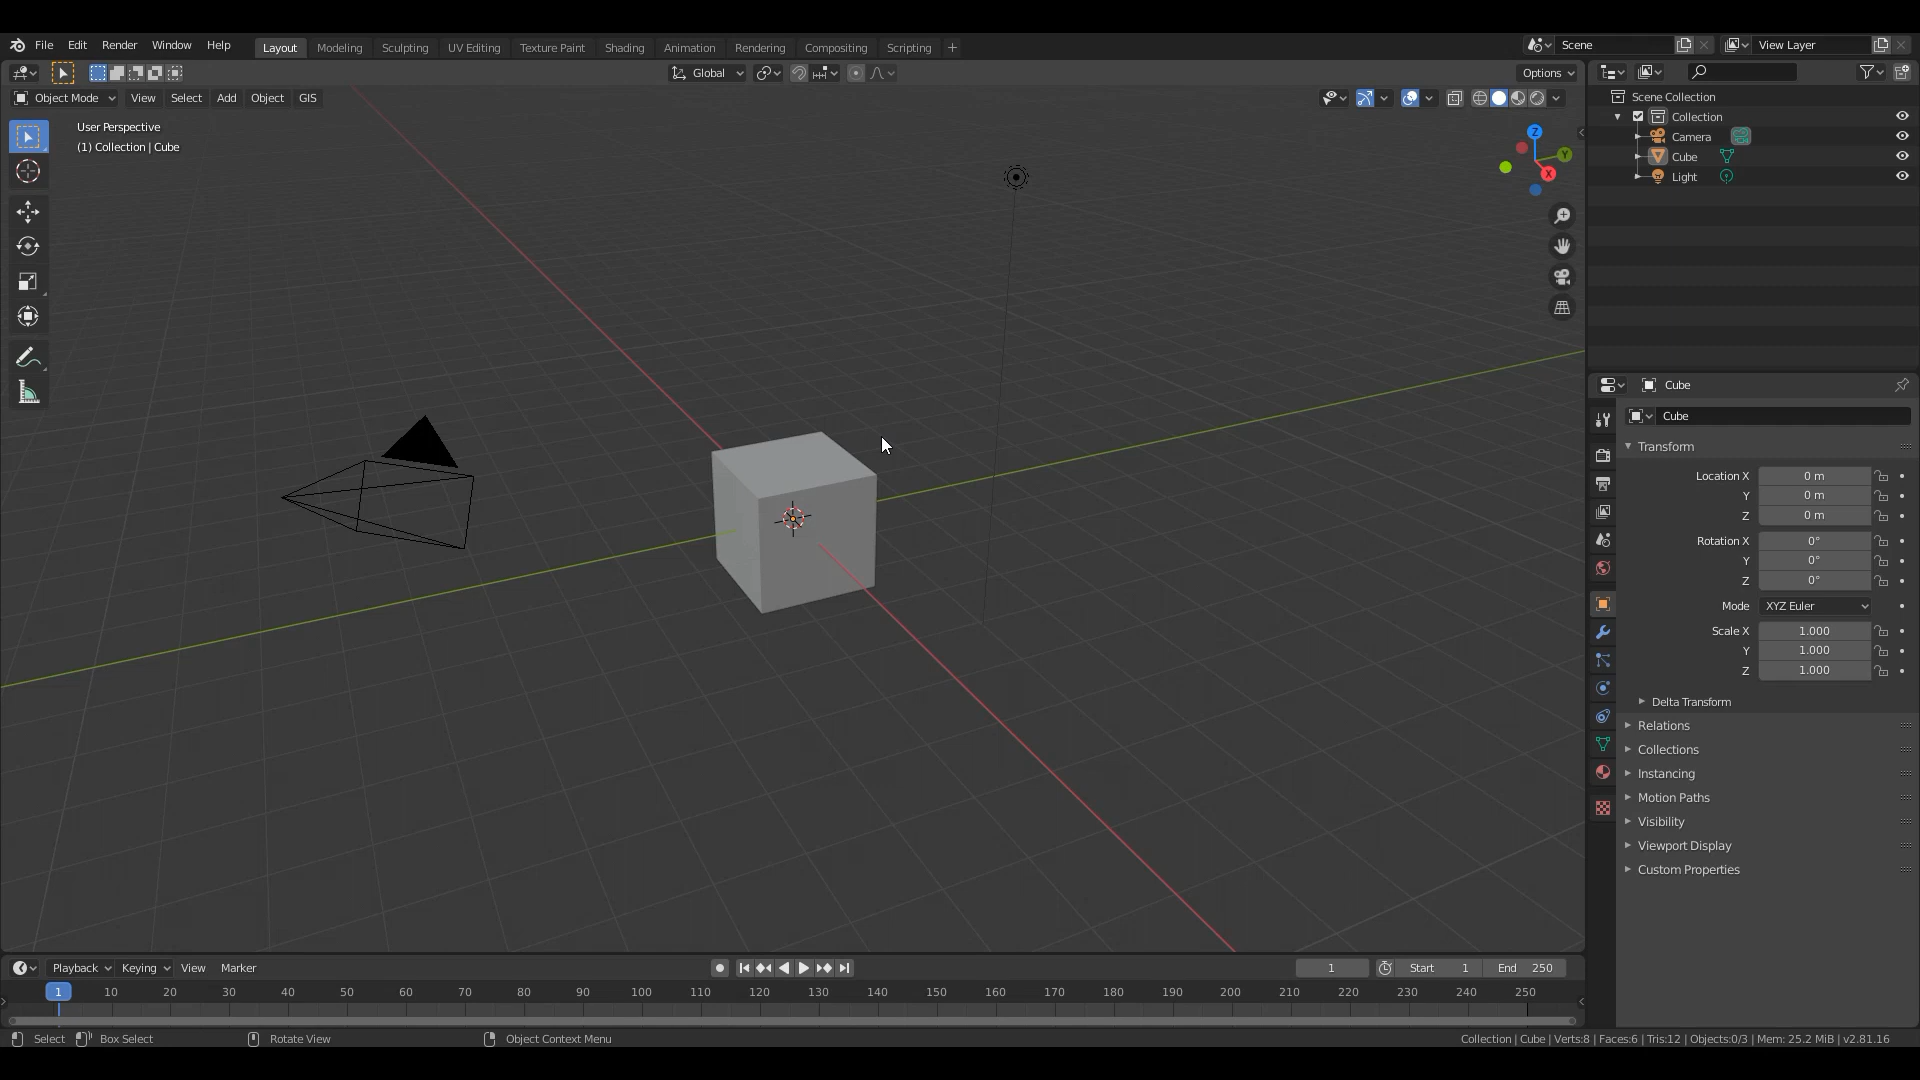 File Edit Render Window Help
Layout Modeling Sculpting UV Editing Texture Paint Shading Animation Rendering Compositing Scripting +
Scene
View Layer
Global
Options
Object Mode View Select Add Object GIS
User Perspective
(1) Collection | Cube
Z
Y
X
Scene Collection
Collection
Camera
Cube
Light
Cube
Cube
Transform
Location X 0 m
Y 0 m
Z 0 m
Rotation X 0°
Y 0°
Z 0°
Mode XYZ Euler
Scale X 1.000
Y 1.000
Z 1.000
Delta Transform
Relations
Collections
Instancing
Motion Paths
Visibility
Viewport Display
Custom Properties
Playback Keying View Marker
1 Start 1 End 250
1 10 20 30 40 50 60 70 80 90 100 110 120 130 140 150 160 170 180 190 200 210 220 230 240 250
Select Box Select Rotate View Object Context Menu
Collection | Cube | Verts:8 | Faces:6 | Tris:12 | Objects:0/3 | Mem: 25.2 MiB | v2.81.16